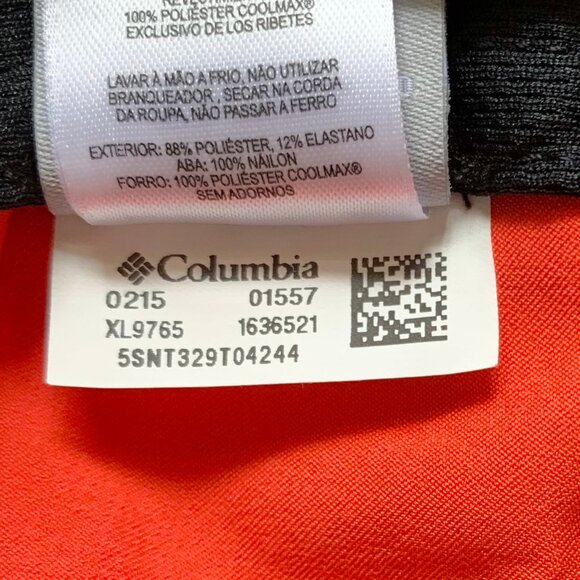 100% POLIÉSTER COOLMAX®
EXCLUSIVO DE LOS RIBETES
LAVAR À MÃO A FRIO, NÃO UTILIZAR
BRANQUEADOR, SECAR NA CORDA
DA ROUPA, NÃO PASSAR A FERRO
EXTERIOR: 88% POLIÉSTER, 12% ELASTANO
ABA: 100% NÁILON
FORRO: 100% POLIÉSTER COOLMAX®
SEM ADORNOS
Columbia
0215 01557
XL9765 1636521
5SNT329T04244